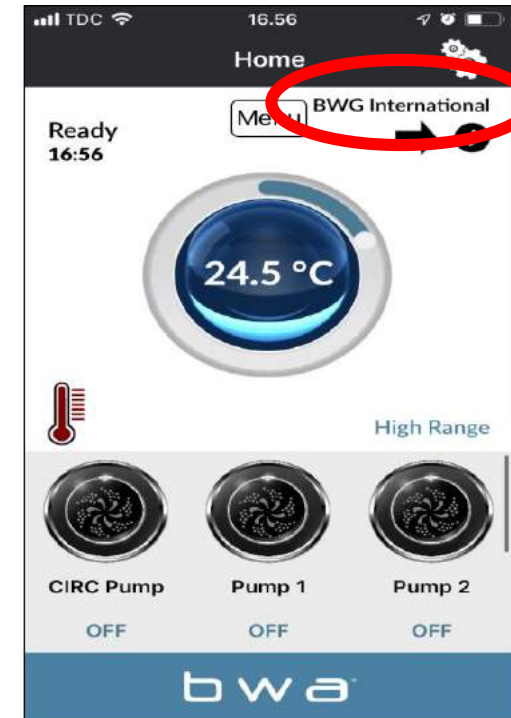 TDC 16.56
Home
BWG International
Menu
Ready
16:56
24.5 °C
High Range
CIRC Pump Pump 1 Pump 2
OFF OFF OFF
bwa